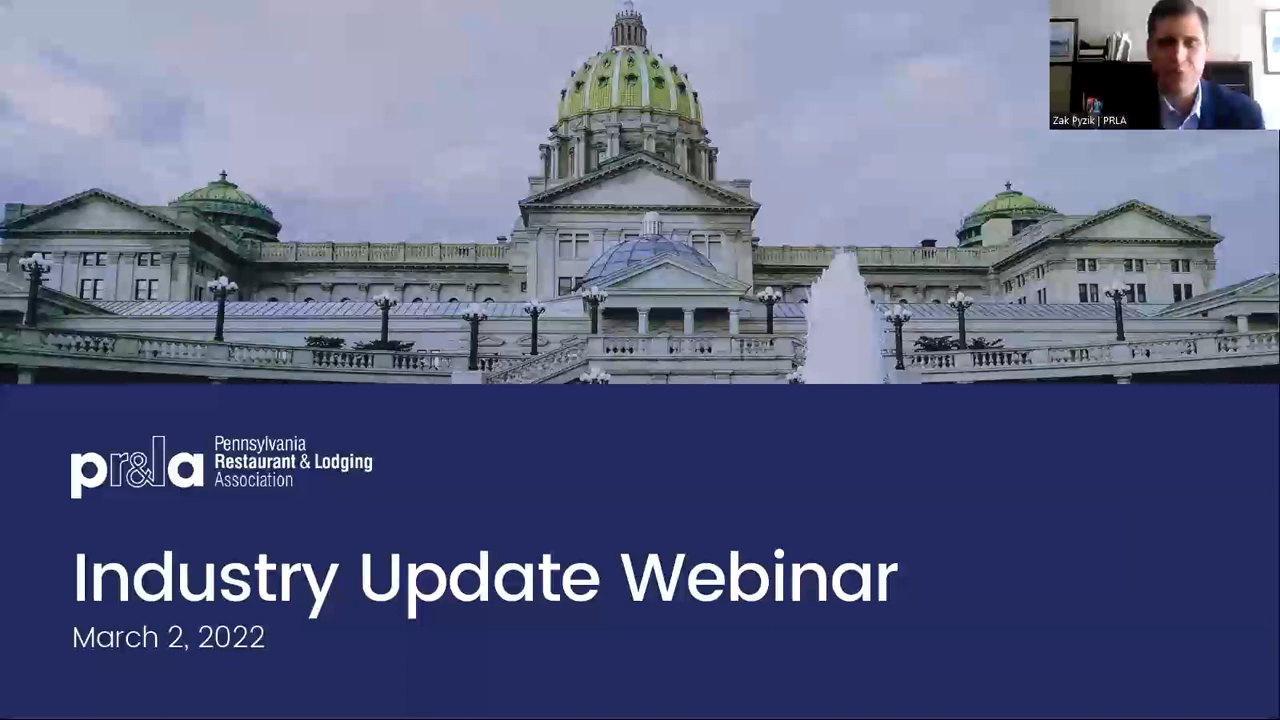 Zak Pyzik | PRLA
pr&la
Pennsylvania
Restaurant & Lodging
Association
Industry Update Webinar
March 2, 2022